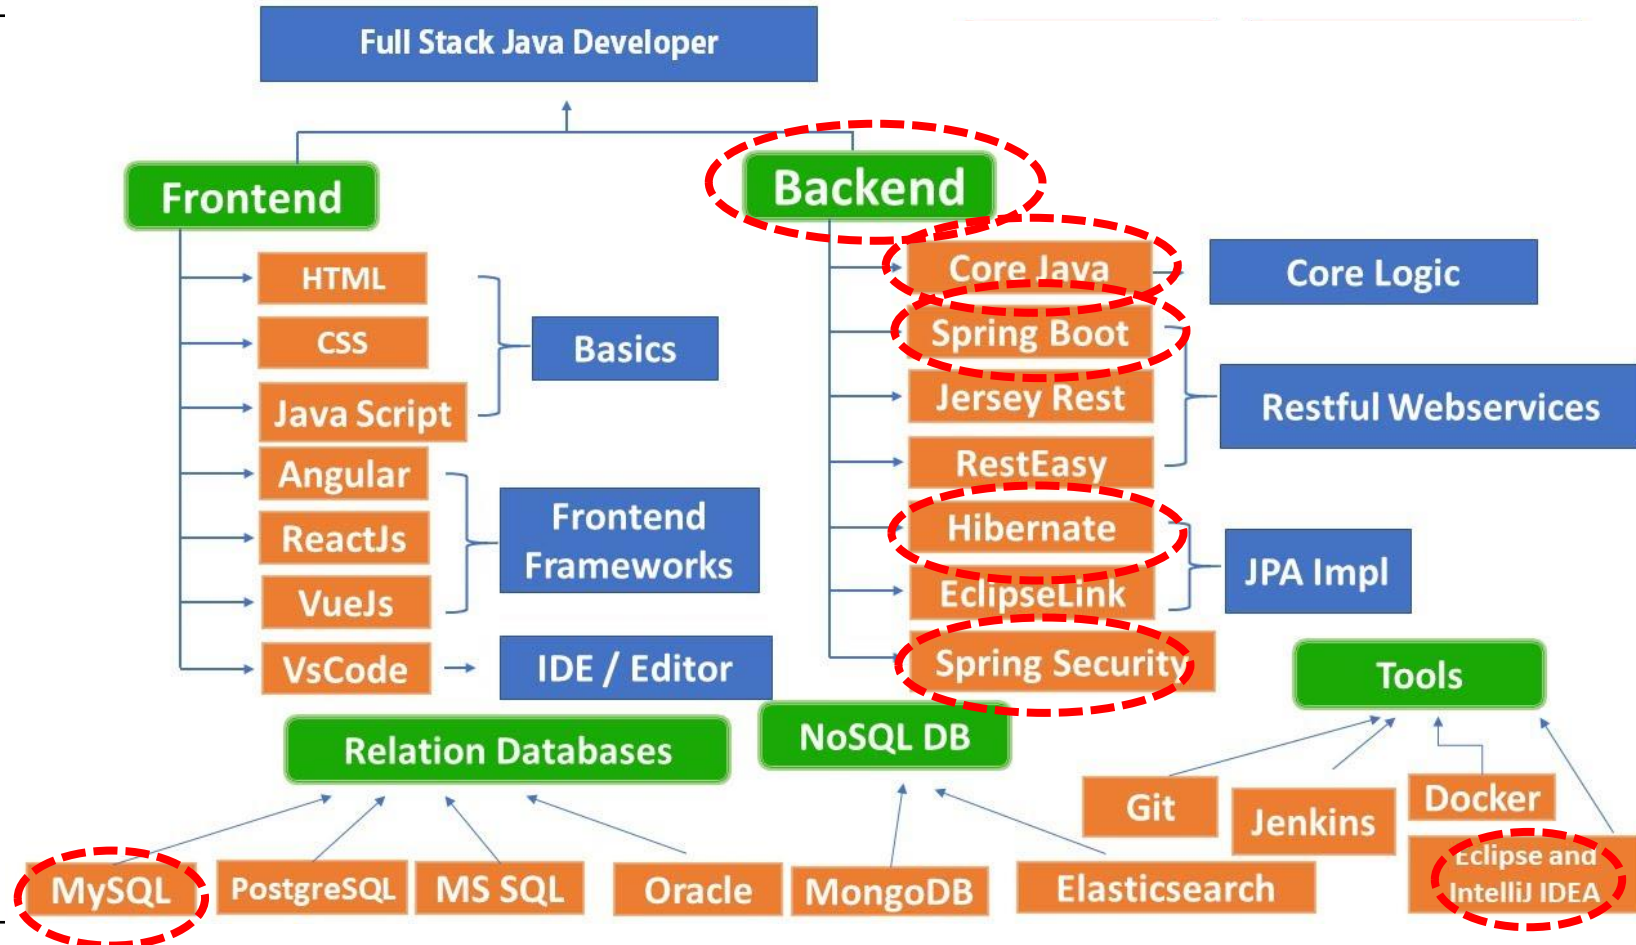 Full Stack Java Developer
Frontend
Backend
HTML
CSS
Java Script
Basics
Angular
ReactJs
VueJs
Frontend
Frameworks
VsCode
IDE / Editor
Core Java
Core Logic
Spring Boot
Jersey Rest
RestEasy
Restful Webservices
Hibernate
EclipseLink
JPA Impl
Spring Security
Relation Databases
MySQL
PostgreSQL
MS SQL
Oracle
NoSQL DB
MongoDB
Elasticsearch
Tools
Git
Jenkins
Docker
Eclipse and
IntelliJ IDEA